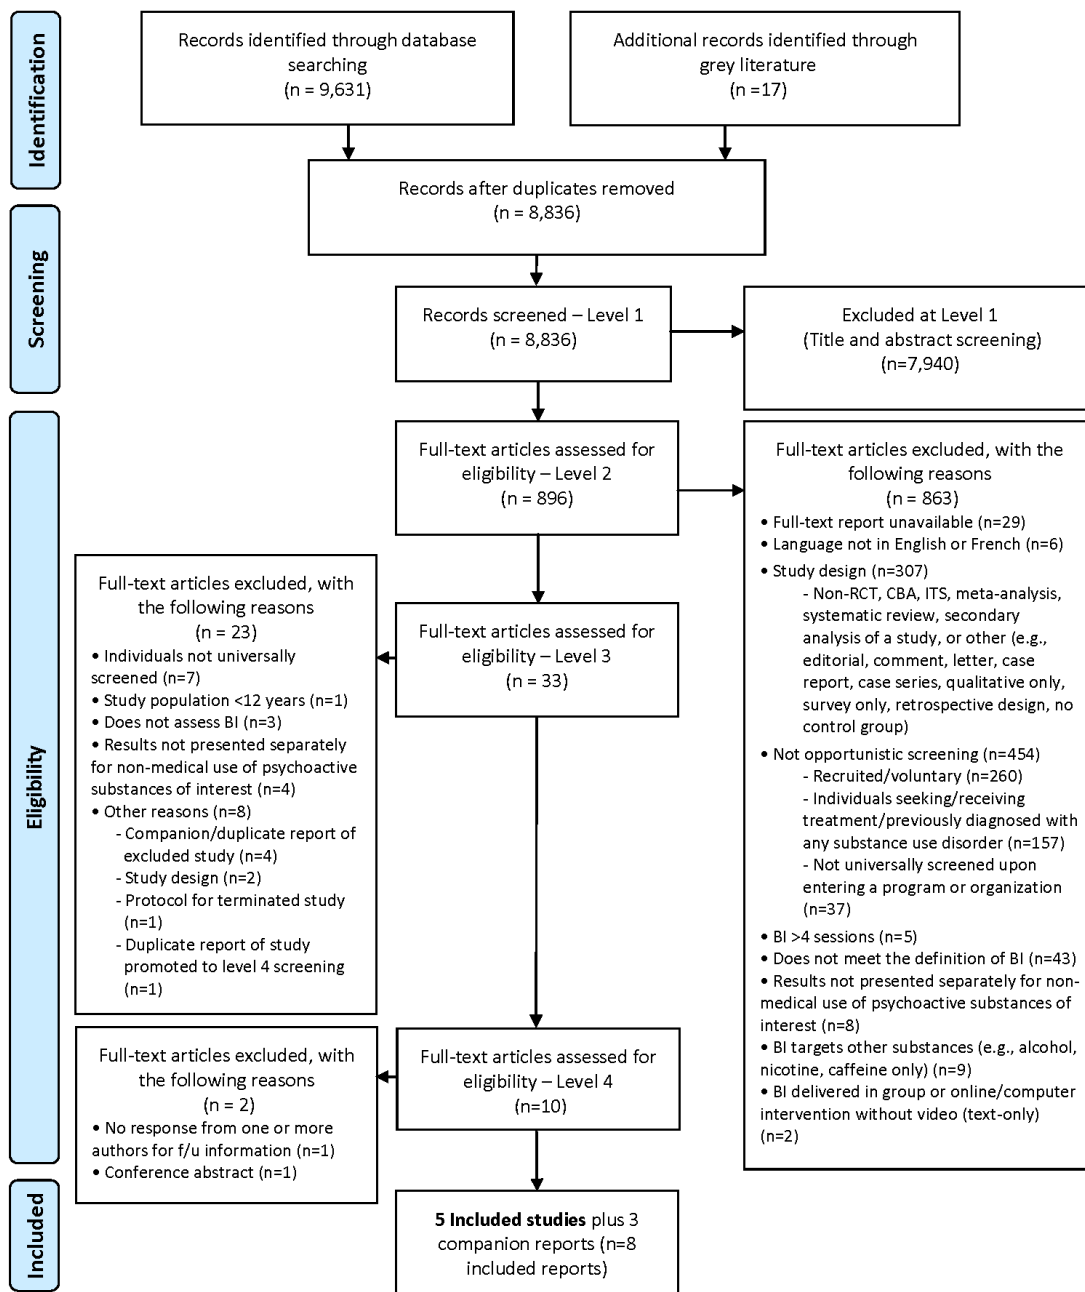 Identification
Records identified through database
searching
(n = 9,631)
Additional records identified through
grey literature
(n =17)
Records after duplicates removed
(n = 8,836)
Screening
Records screened – Level 1
(n = 8,836)
Excluded at Level 1
(Title and abstract screening)
(n=7,940)
Eligibility
Full-text articles assessed for
eligibility – Level 2
(n = 896)
Full-text articles excluded, with the
following reasons
(n = 863)
• Full-text report unavailable (n=29)
• Language not in English or French (n=6)
• Study design (n=307)
- Non-RCT, CBA, ITS, meta-analysis,
systematic review, secondary
analysis of a study, or other (e.g.,
editorial, comment, letter, case
report, case series, qualitative only,
survey only, retrospective design, no
control group)
• Not opportunistic screening (n=454)
- Recruited/voluntary (n=260)
- Individuals seeking/receiving
treatment/previously diagnosed with
any substance use disorder (n=157)
- Not universally screened upon
entering a program or organization
(n=37)
• BI >4 sessions (n=5)
• Does not meet the definition of BI (n=43)
• Results not presented separately for non-
medical use of psychoactive substances of
interest (n=8)
• BI targets other substances (e.g., alcohol,
nicotine, caffeine only) (n=9)
• BI delivered in group or online/computer
intervention without video (text-only)
(n=2)
Full-text articles excluded, with
the following reasons
(n = 23)
• Individuals not universally
screened (n=7)
• Study population <12 years (n=1)
• Does not assess BI (n=3)
• Results not presented separately
for non-medical use of psychoactive
substances of interest (n=4)
• Other reasons (n=8)
- Companion/duplicate report of
excluded study (n=4)
- Study design (n=2)
- Protocol for terminated study
(n=1)
- Duplicate report of study
promoted to level 4 screening
(n=1)
Full-text articles assessed for
eligibility – Level 3
(n = 33)
Full-text articles excluded, with
the following reasons
(n = 2)
• No response from one or more
authors for f/u information (n=1)
• Conference abstract (n=1)
Full-text articles assessed for
eligibility – Level 4
(n=10)
Included
5 Included studies plus 3
companion reports (n=8
included reports)